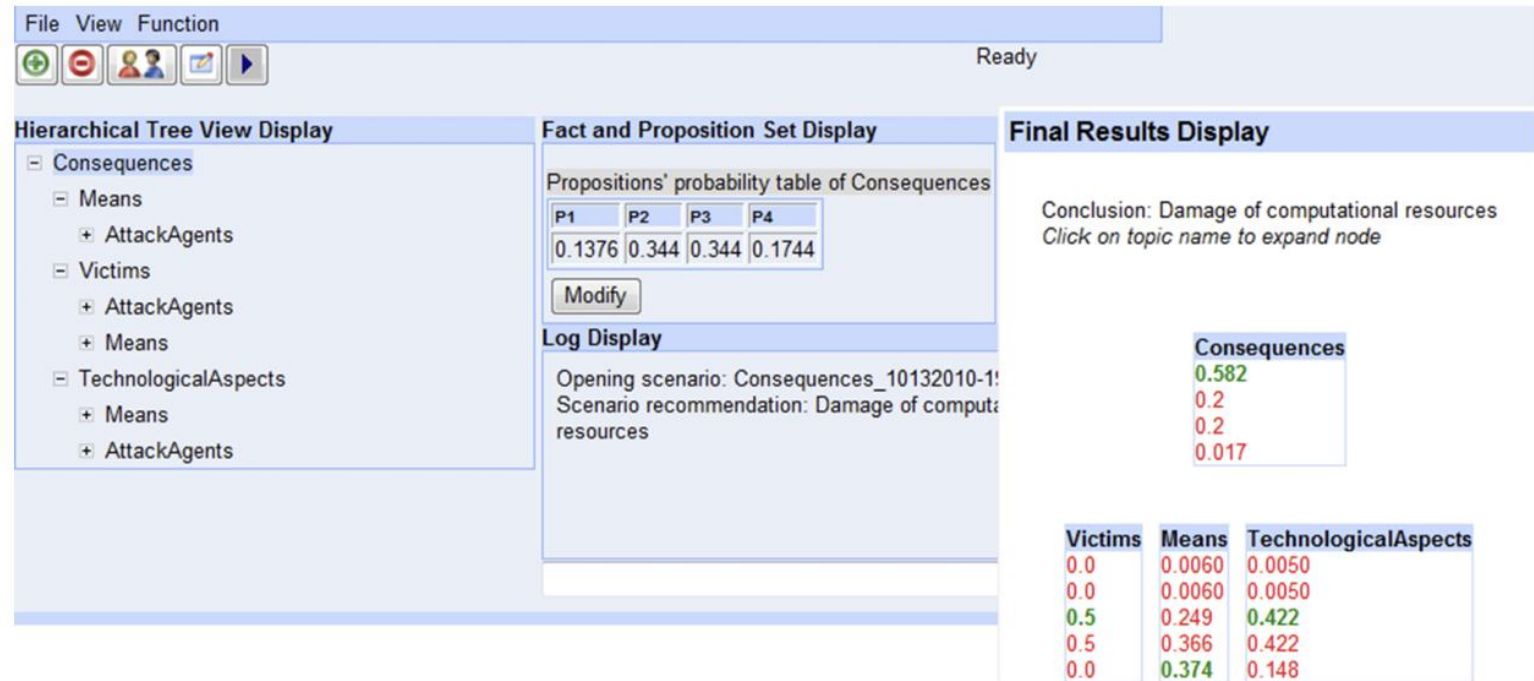 File View Function
Ready
Hierarchical Tree View Display
Consequences
Means
AttackAgents
Victims
AttackAgents
Means
TechnologicalAspects
Means
AttackAgents
Fact and Proposition Set Display
Propositions' probability table of Consequences
P1 P2 P3 P4
0.1376 0.344 0.344 0.1744
Modify
Log Display
Opening scenario: Consequences_10132010-
Scenario recommendation: Damage of
resources
Final Results Display
Conclusion: Damage of computational resources
Click on topic name to expand node
Consequences
0.582
0.2
0.2
0.017
Victims Means TechnologicalAspects
0.0 0.0060 0.0050
0.0 0.0060 0.0050
0.5 0.249 0.422
0.5 0.366 0.422
0.0 0.374 0.148